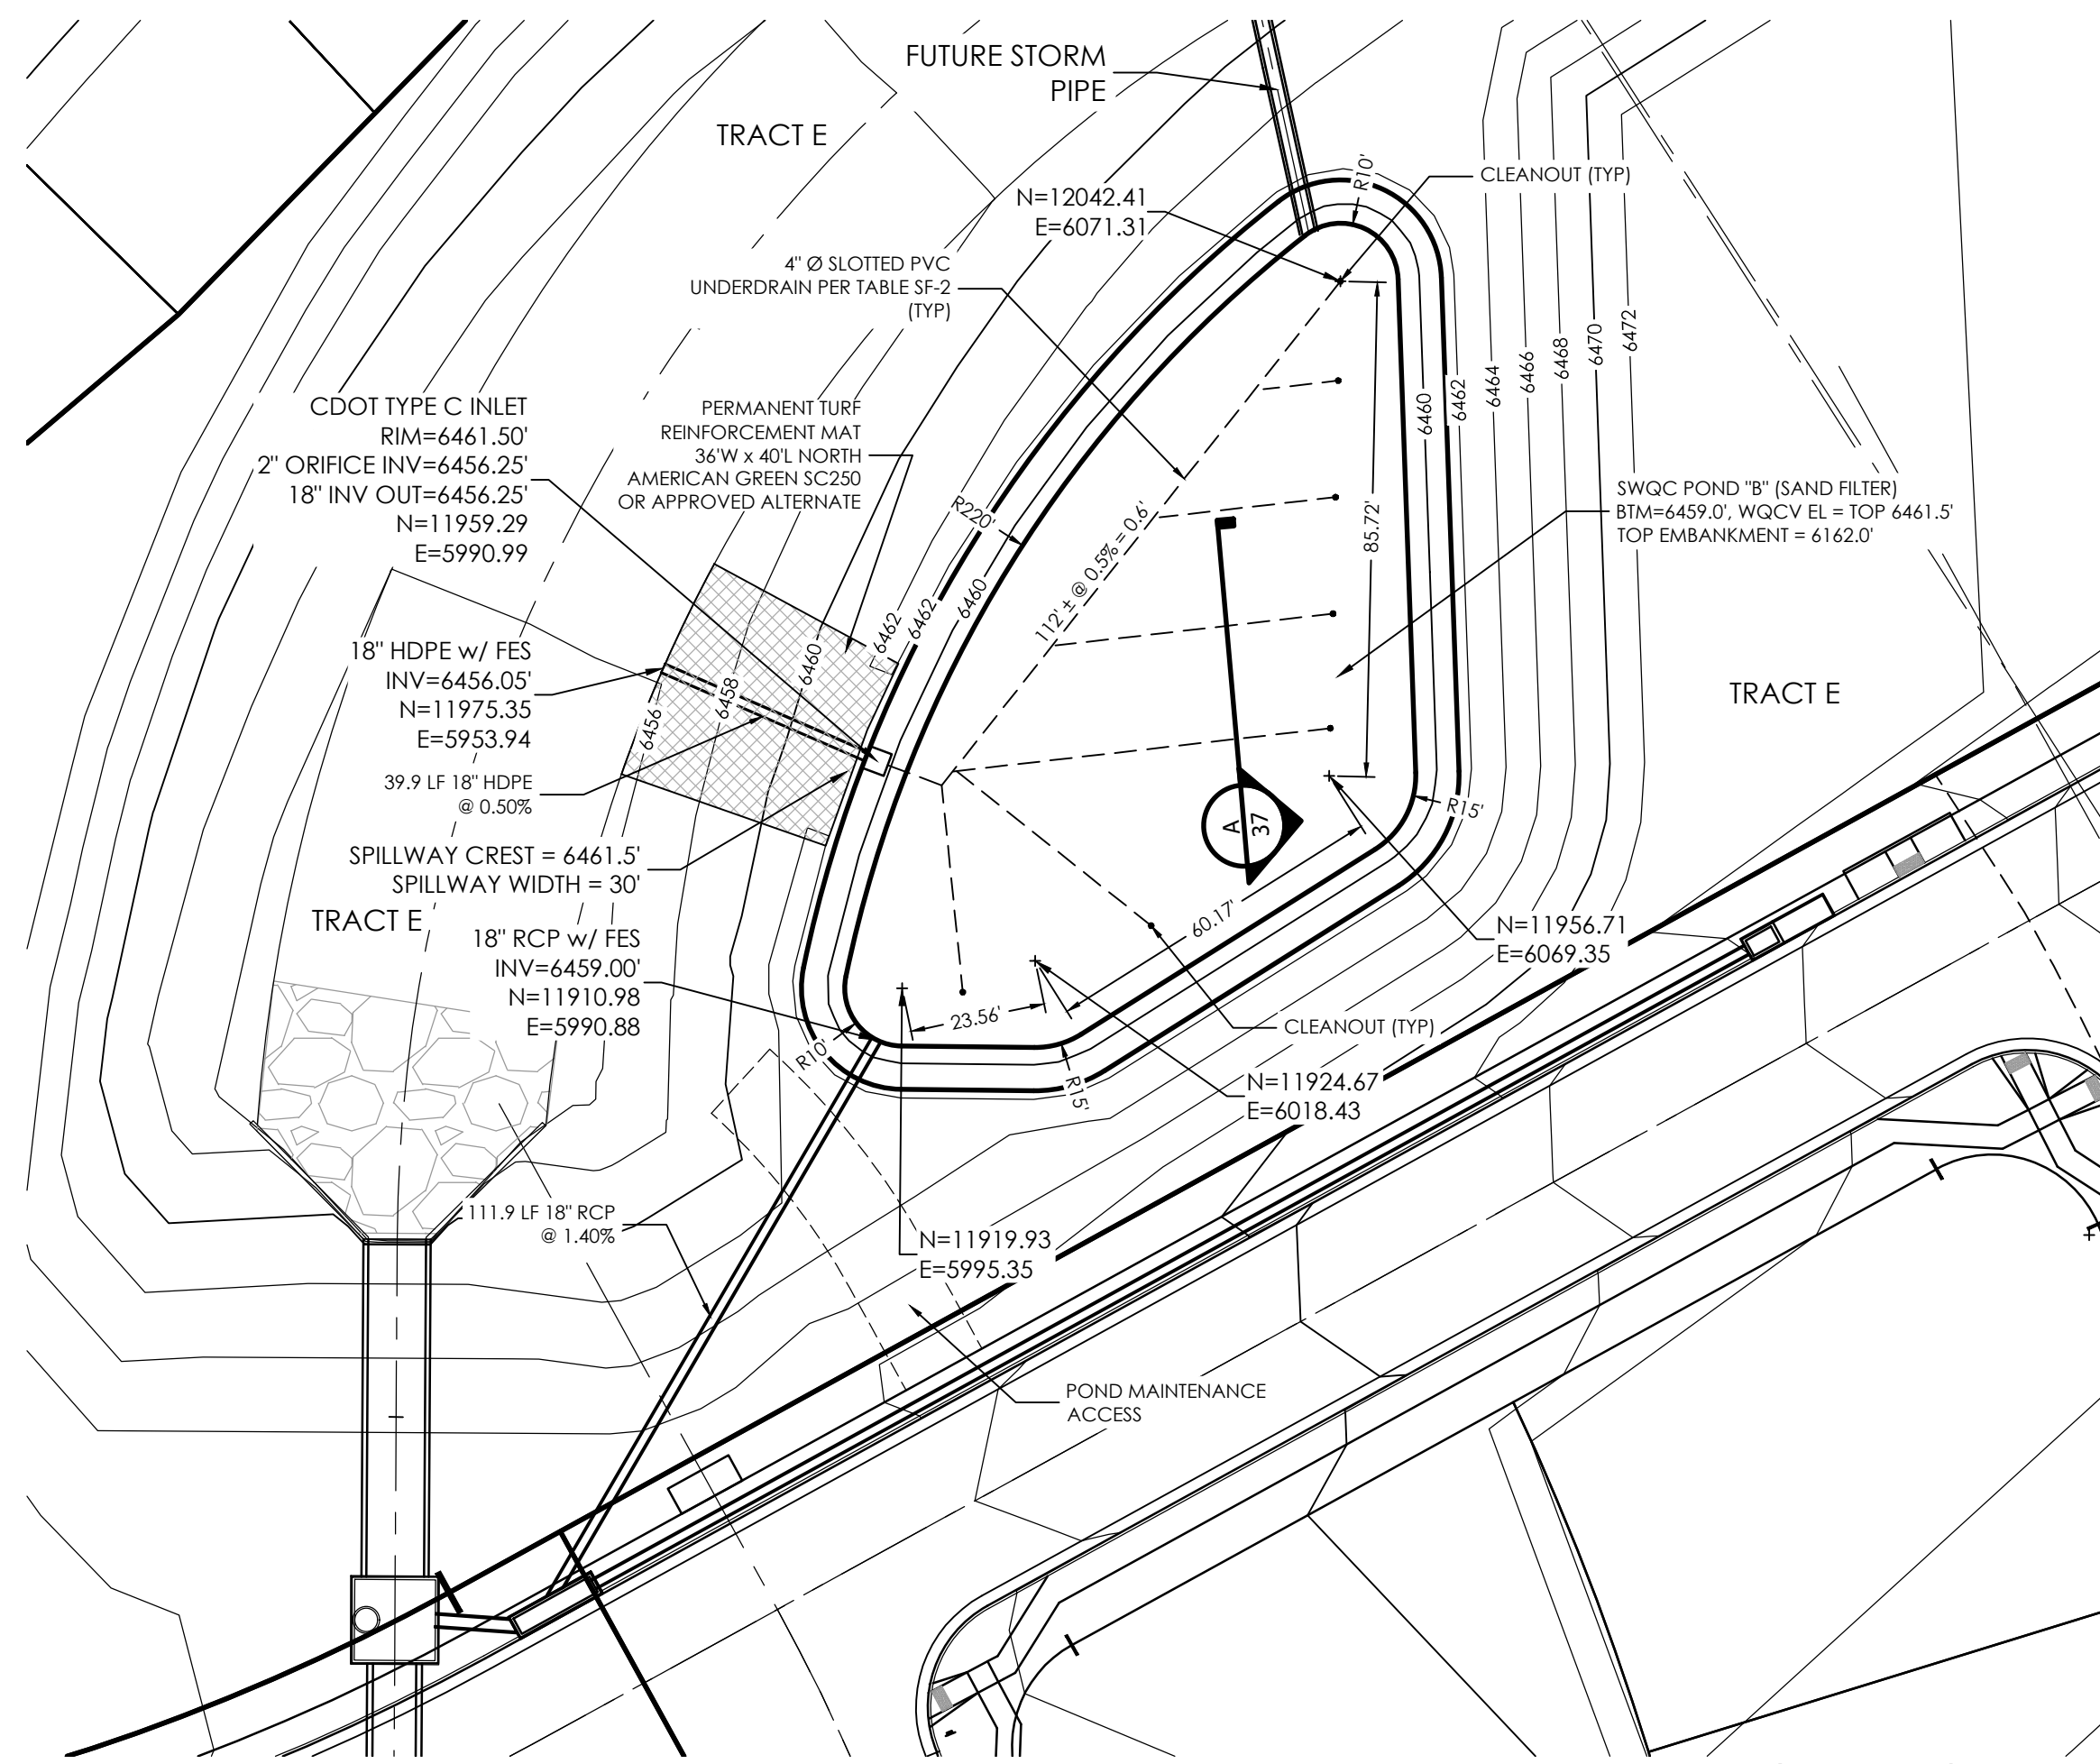 FUTURE STORM
PIPE
TRACT E
CLEANOUT (TYP)
R10'
N=12042.41
E=6071.31
4" Ø SLOTTED PVC
UNDERDRAIN PER TABLE SF-2
(TYP)
CDOT TYPE C INLET
RIM=6461.50'
2" ORIFICE INV=6456.25'
18" INV OUT=6456.25'
N=11959.29
E=5990.99
PERMANENT TURF
REINFORCEMENT MAT
36'W x 40'L NORTH
AMERICAN GREEN SC250
OR APPROVED ALTERNATE
6460
6462
6464
6466
6468
6470
6472
SWQC POND "B" (SAND FILTER)
BTM=6459.0', WQCV EL = TOP 6461.5'
TOP EMBANKMENT = 6162.0'
R220'
85.72'
112' ± @ 0.5% = 0.6'
6462
6462
6460
6460
6458
6456
18" HDPE w/ FES
INV=6456.05'
N=11975.35
E=5953.94
39.9 LF 18" HDPE
@ 0.50%
TRACT E
A
37
R15'
SPILLWAY CREST = 6461.5'
SPILLWAY WIDTH = 30'
TRACT E
18" RCP w/ FES
INV=6459.00'
N=11910.98
E=5990.88
60.17'
N=11956.71
E=6069.35
23.56'
CLEANOUT (TYP)
R10'
R15'
N=11924.67
E=6018.43
111.9 LF 18" RCP
@ 1.40%
N=11919.93
E=5995.35
POND MAINTENANCE
ACCESS